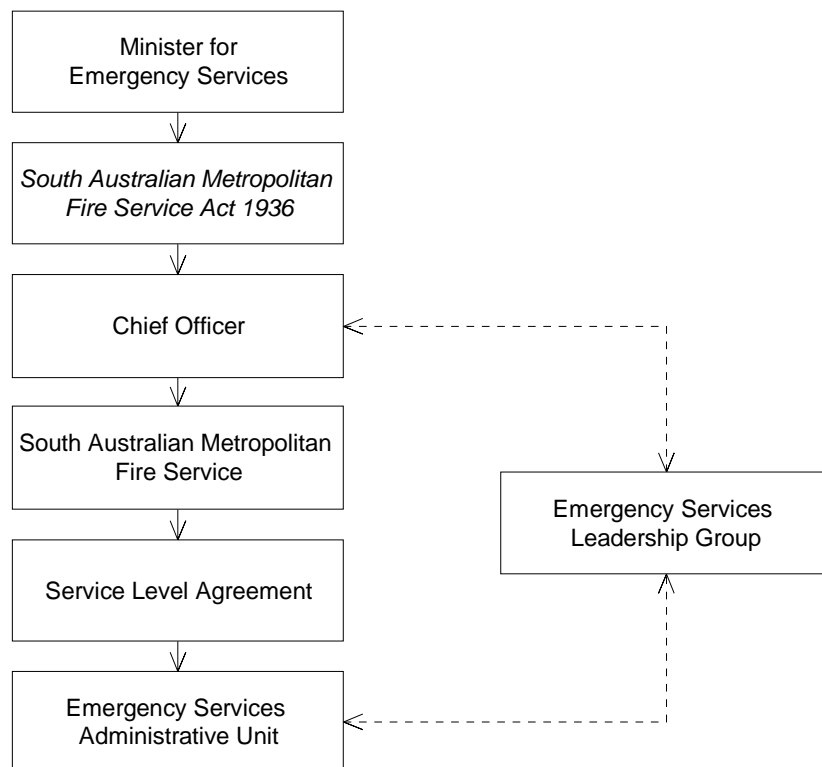 Minister for
Emergency Services
South Australian Metropolitan
Fire Service Act 1936
Chief Officer
South Australian Metropolitan
Fire Service
Emergency Services
Leadership Group
Service Level Agreement
Emergency Services
Administrative Unit